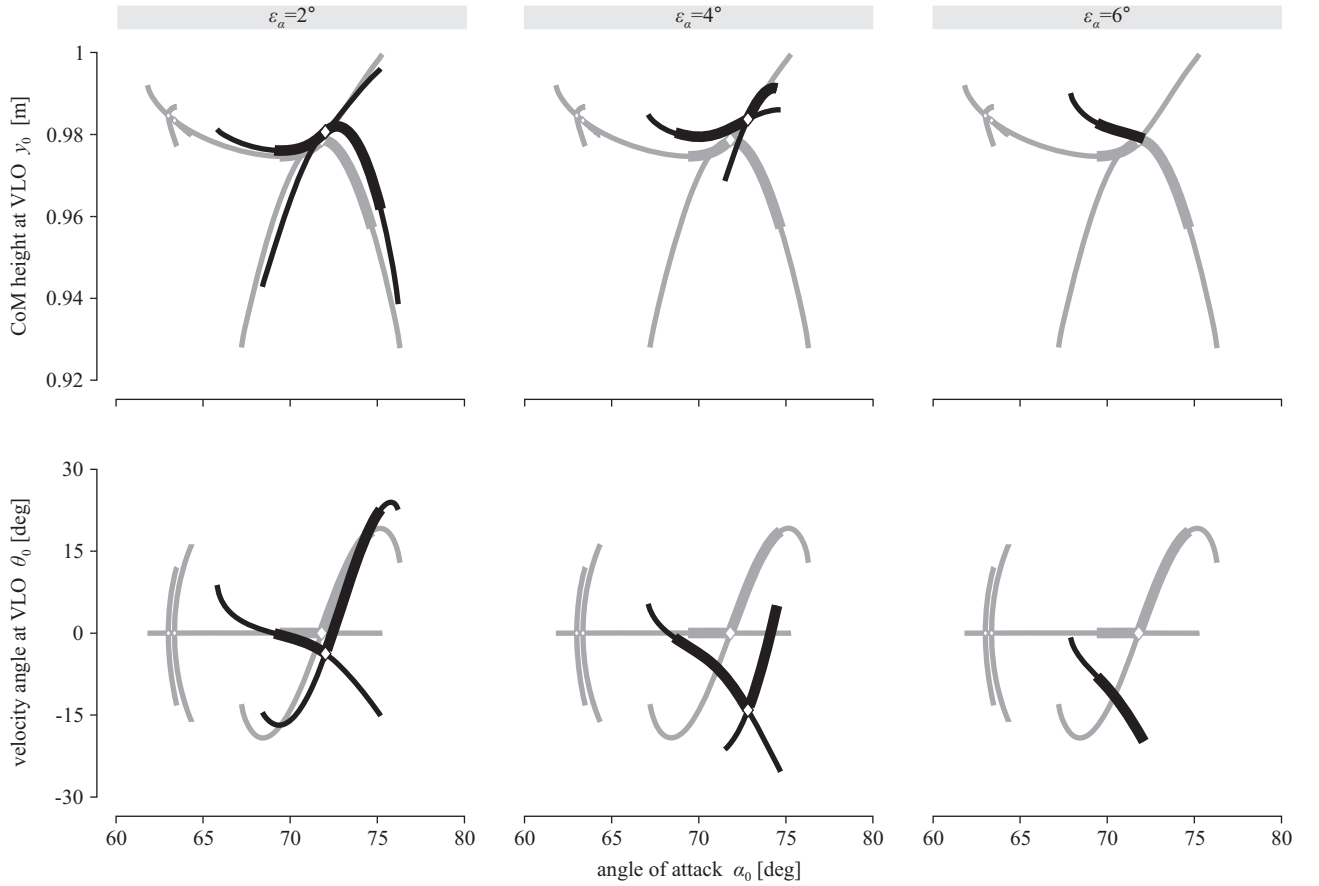 εα=2° εα=4° εα=6°
CoM height at VLO y0 [m]
1
0.98
0.96
0.94
0.92
velocity angle at VLO θ0 [deg]
30
15
0
-15
-30
60 65 70 75 80 60 65 70 75 80 60 65 70 75 80
angle of attack α0 [deg]